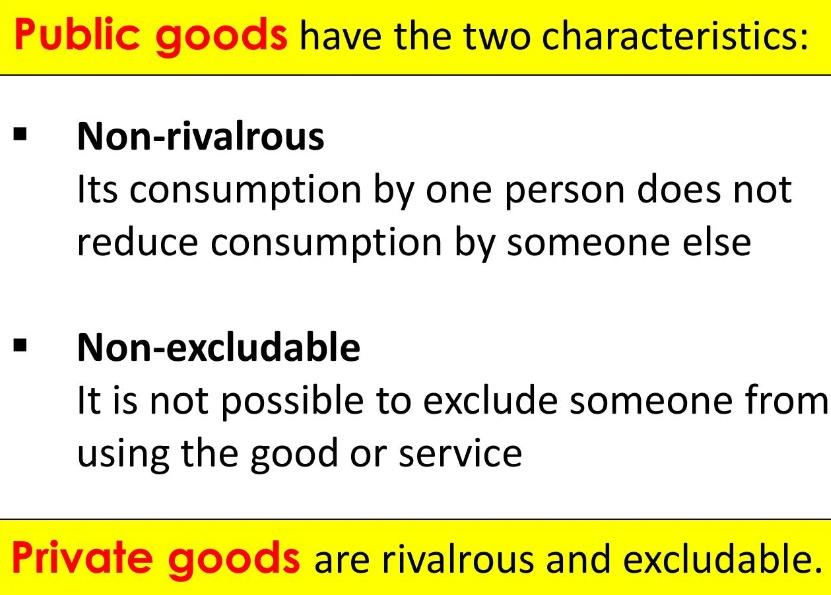 Public goods have the two characteristics:
▪ Non-rivalrous
Its consumption by one person does not
reduce consumption by someone else
▪ Non-excludable
It is not possible to exclude someone from
using the good or service
Private goods are rivalrous and excludable.